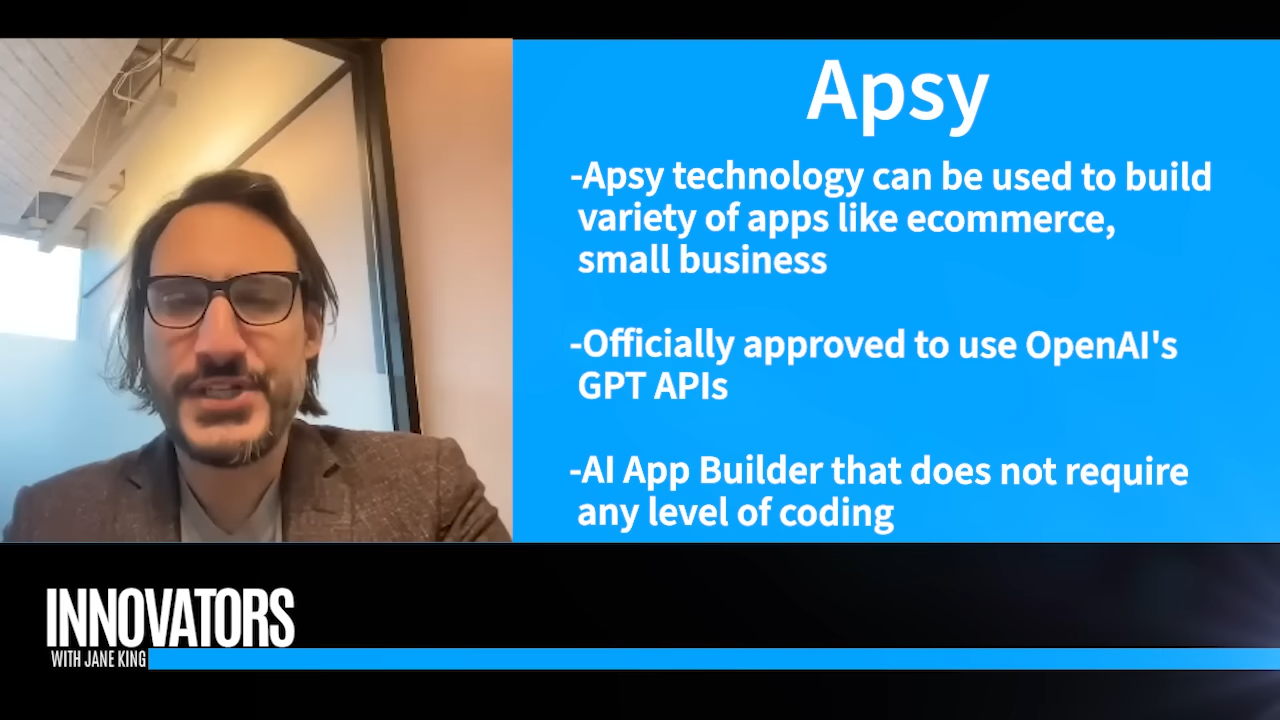 Apsy
-Apsy technology can be used to build
variety of apps like ecommerce,
small business
-Officially approved to use OpenAI's
GPT APIs
-AI App Builder that does not require
any level of coding
INNOVATORS
WITH JANE KING